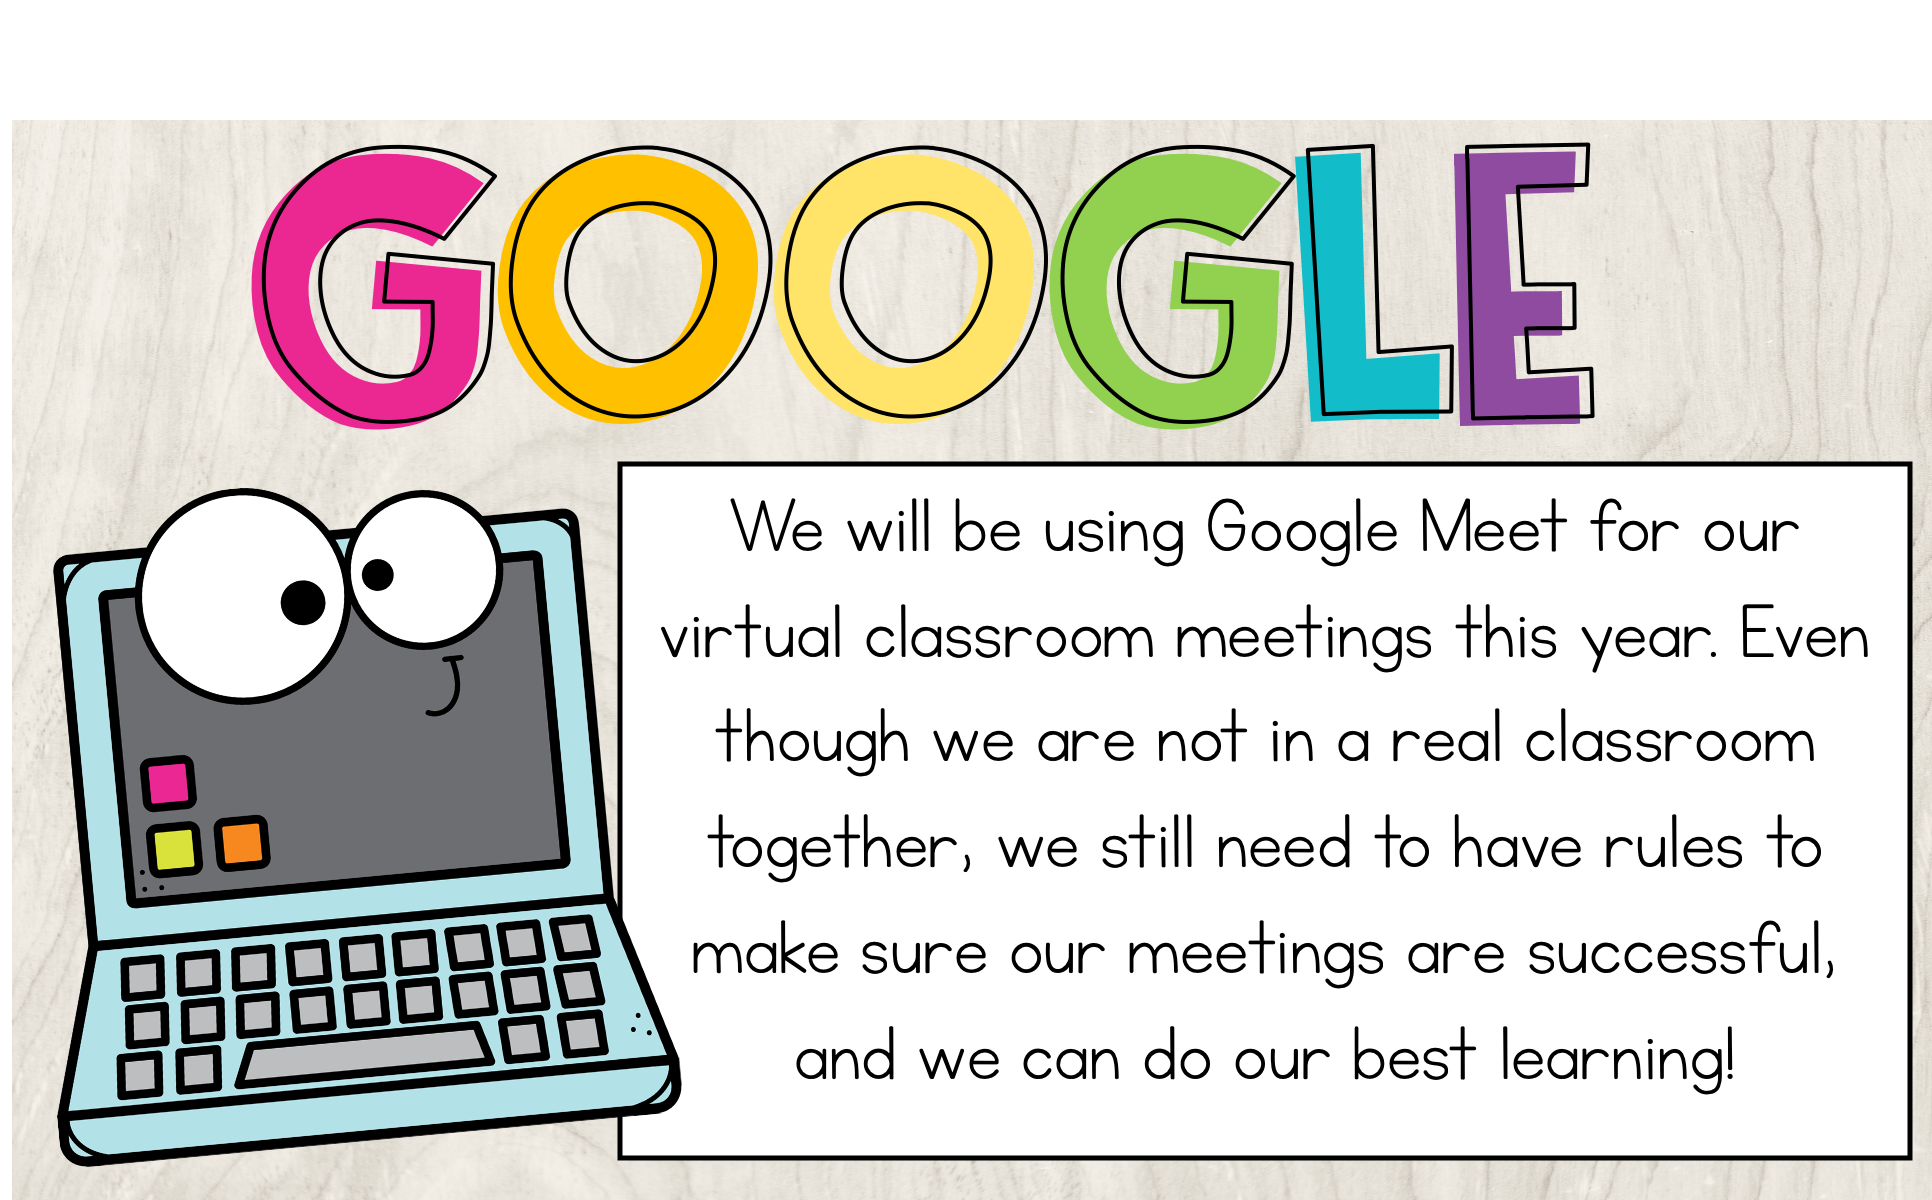 GOOGLE
We will be using Google Meet for our
virtual classroom meetings this year. Even
though we are not in a real classroom
together, we still need to have rules to
make sure our meetings are successful,
and we can do our best learning!